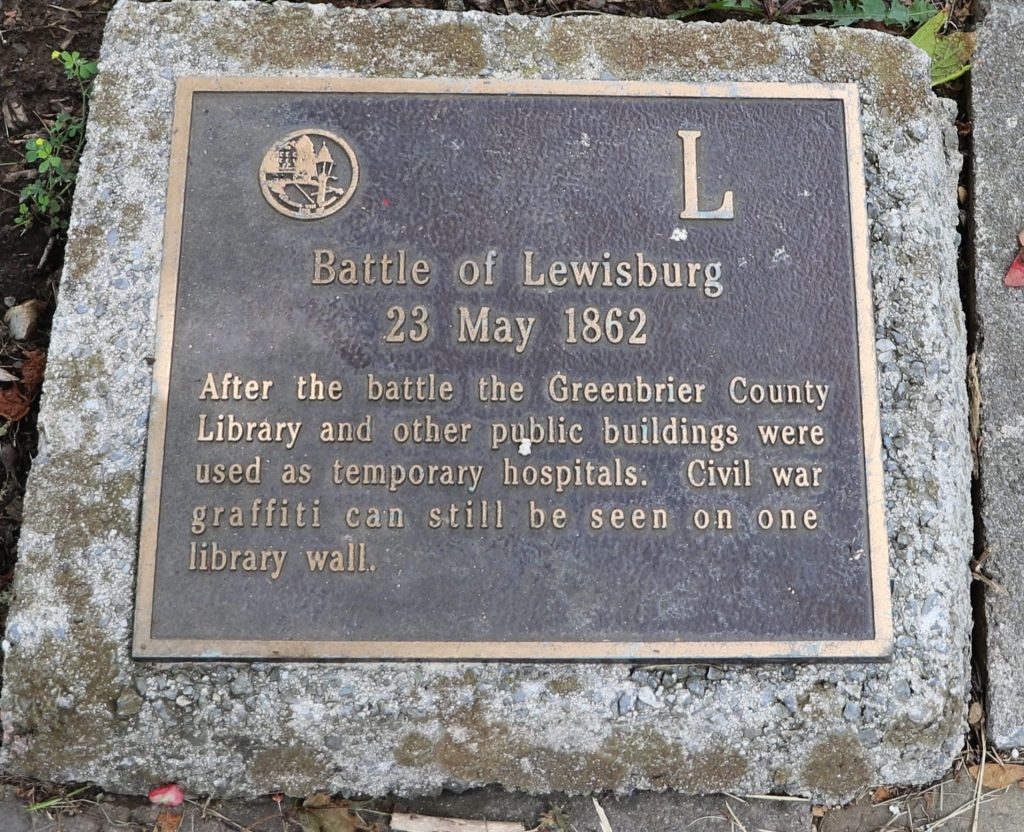 L
Battle of Lewisburg
23 May 1862
After the battle the Greenbrier County
Library and other public buildings were
used as temporary hospitals. Civil war
graffiti can still be seen on one
library wall.